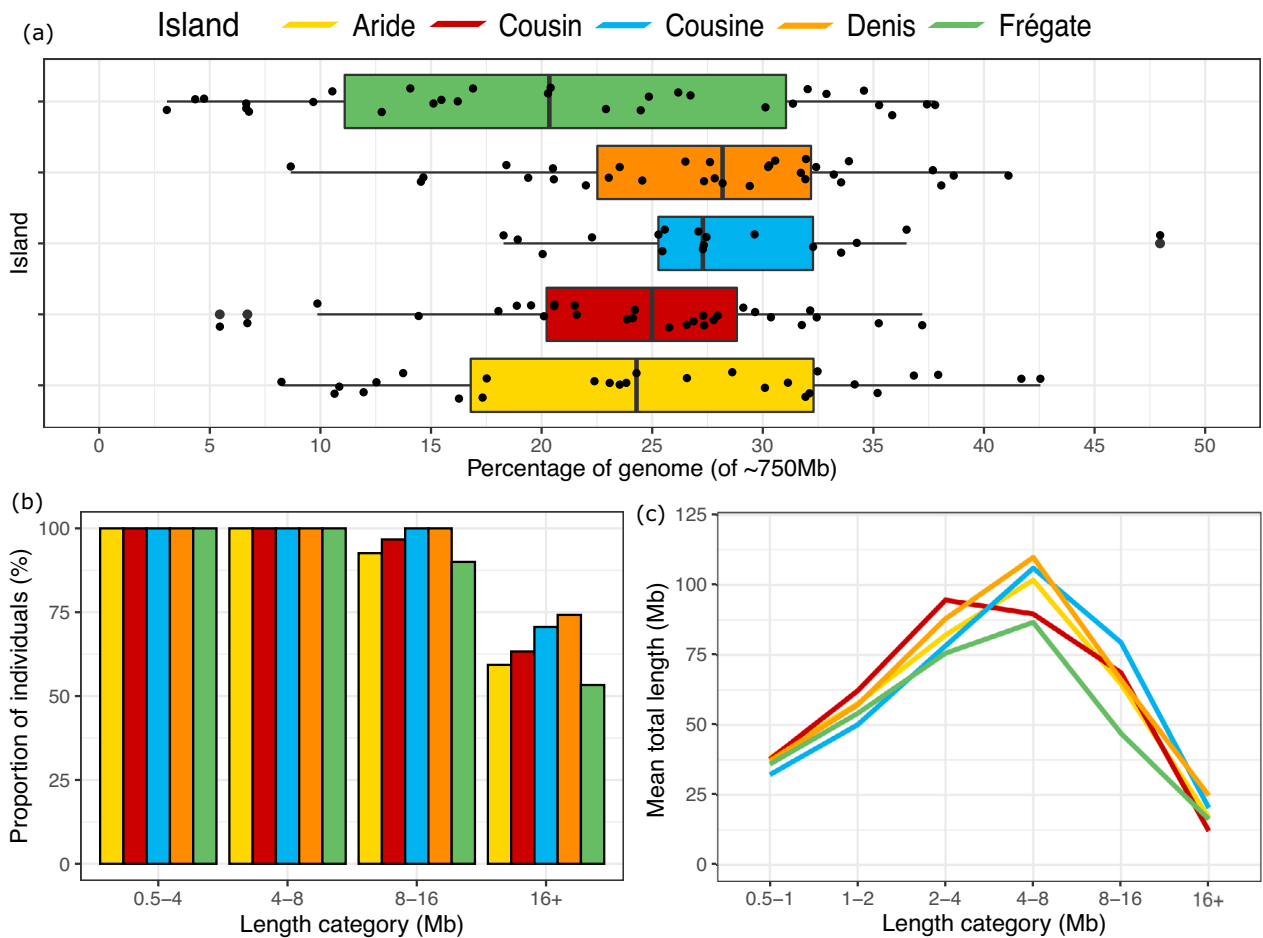 (a) Island Aride Cousin Cousine Denis Frégate
Island
0 5 10 15 20 25 30 35 40 45 50
Percentage of genome (of ~750Mb)
(b)
Proportion of individuals (%)
100
75
50
25
0
0.5–4 4–8 8–16 16+
Length category (Mb)
(c)
Mean total length (Mb)
125
100
75
50
25
0
0.5–1 1–2 2–4 4–8 8–16 16+
Length category (Mb)